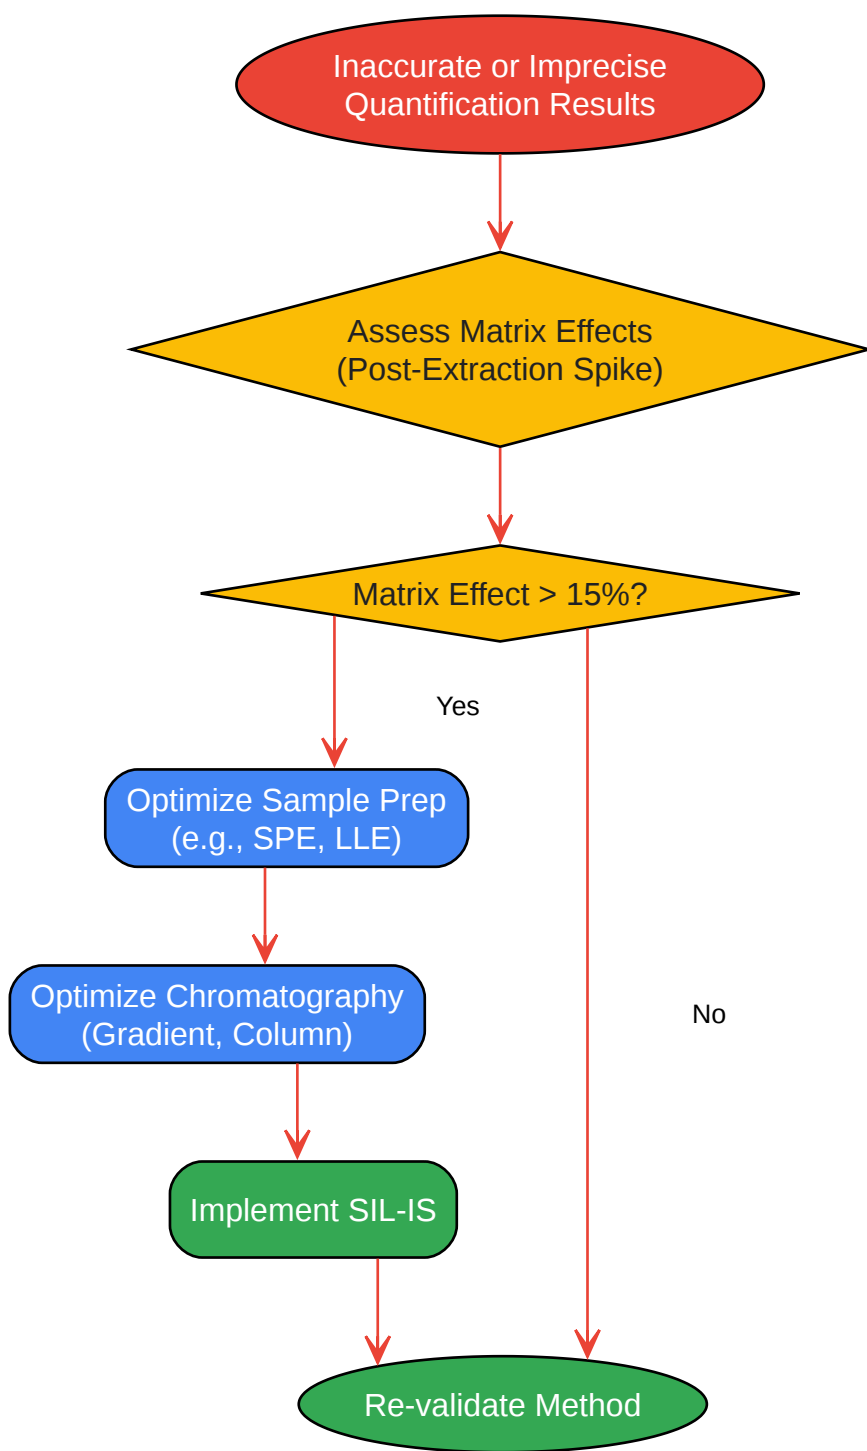 Inaccurate or Imprecise
Quantification Results
Assess Matrix Effects
(Post-Extraction Spike)
Matrix Effect > 15%?
Yes
Optimize Sample Prep
(e.g., SPE, LLE)
Optimize Chromatography
(Gradient, Column)
No
Implement SIL-IS
Re-validate Method